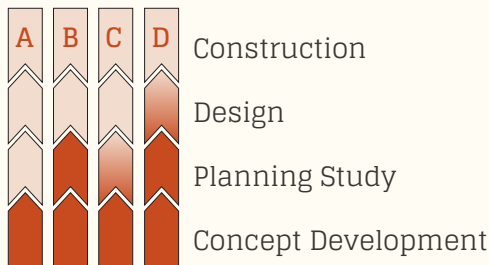 A B C D
Construction
Design
Planning Study
Concept Development